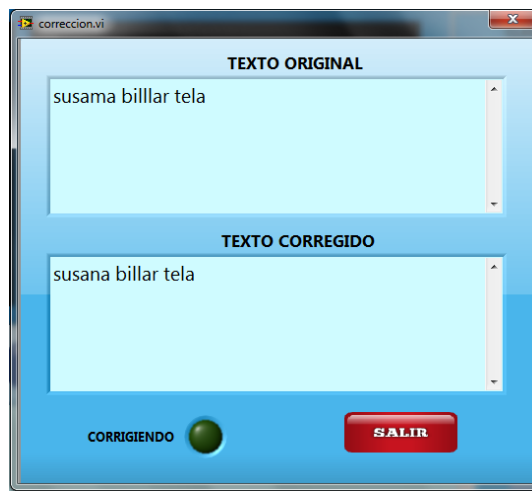 correccion.vi
TEXTO ORIGINAL
susama billlar tela
TEXTO CORREGIDO
susana billar tela
CORRIGIENDO
SALIR